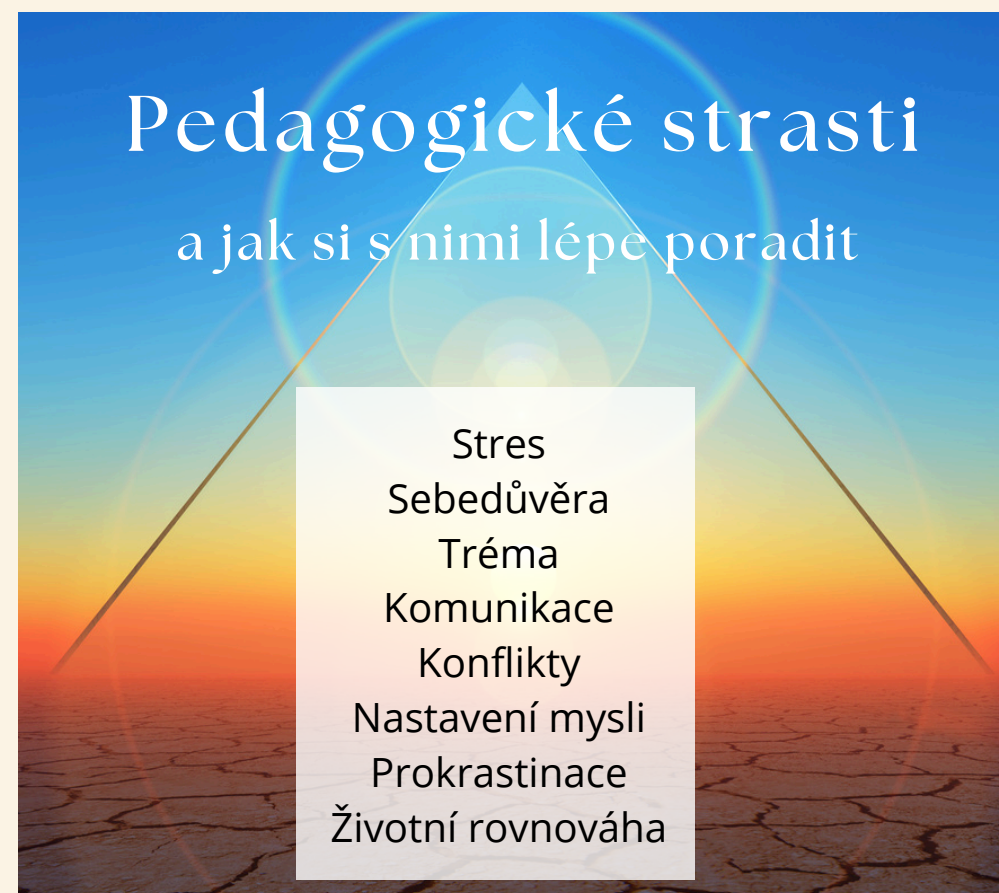 Pedagogické strasti
a jak si s nimi lépe poradit
Stres
Sebedůvěra
Tréma
Komunikace
Konflikty
Nastavení mysli
Prokrastinace
Životní rovnováha